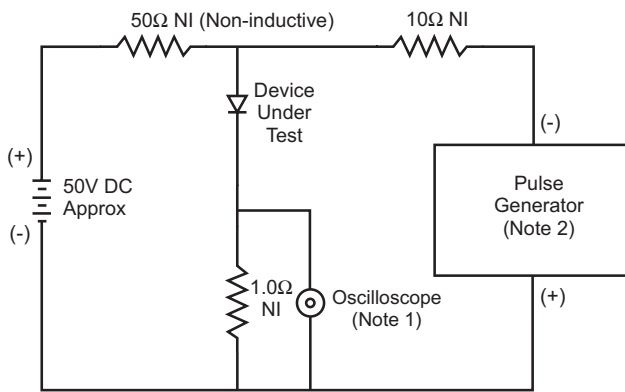 50Ω NI (Non-inductive)
10Ω NI
Device
Under
Test
(-)
(+)
50V DC
Approx
(-)
Pulse
Generator
(Note 2)
1.0Ω
NI
Oscilloscope
(Note 1)
(+)